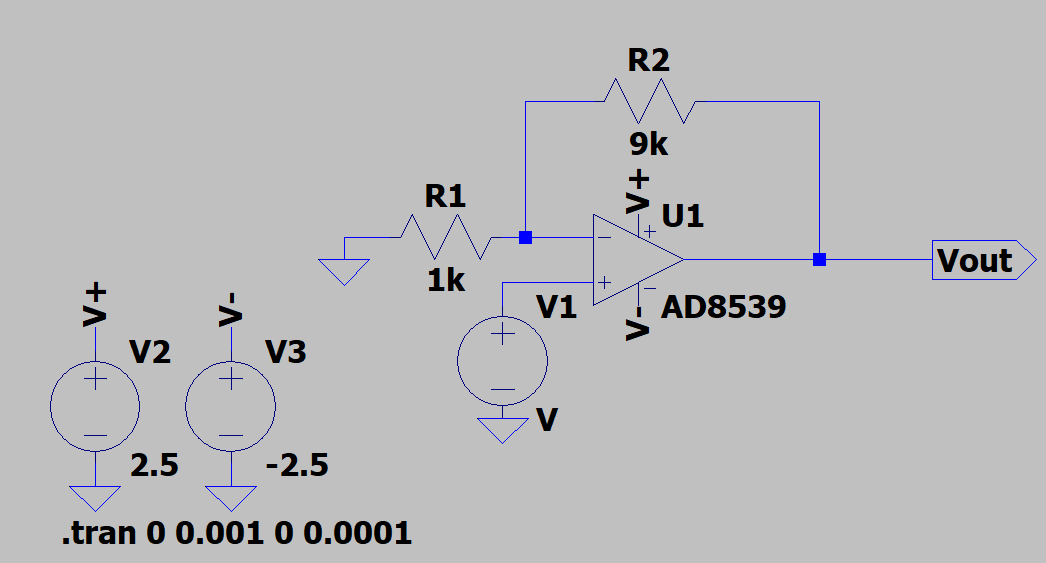 R2
9k
V+
U1
R1
1k
+
−
−
+
Vout
V1
V-
AD8539
V+
V-
V2
V3
+
−
+
−
+
−
V
2.5
-2.5
.tran 0 0.001 0 0.0001